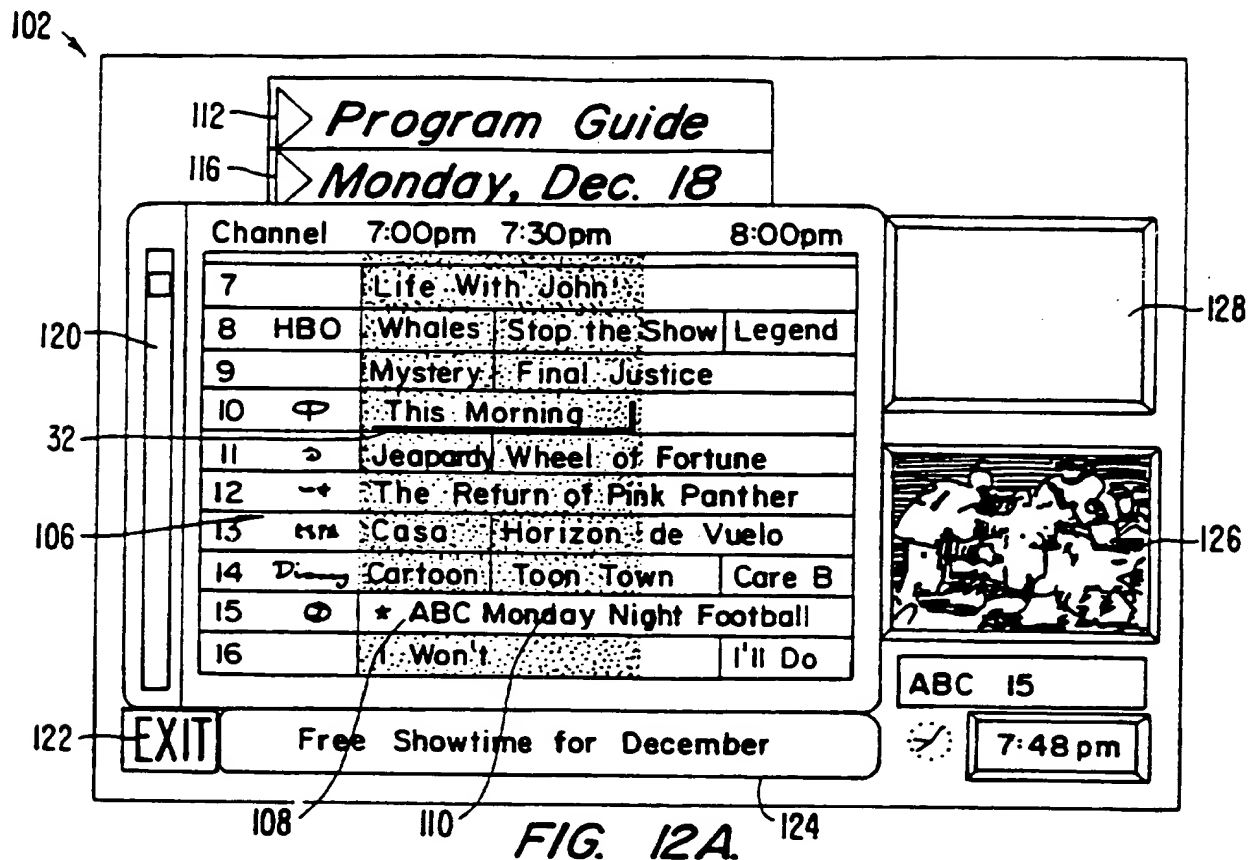 102
112 Program Guide
116 Monday, Dec. 18
Channel 7:00pm 7:30pm 8:00pm
7 Life With John
8 HBO Whales Stop the Show Legend
128
120
9 Mystery Final Justice
10 This Morning
32
11 Jeapardy Wheel of Fortune
12 The Return of Pink Panther
106
13 Casa Horizon de Vuelo
126
14 Disney Cartoon Toon Town Care B
15 * ABC Monday Night Football
16 I Won't I'll Do
ABC 15
122 EXIT Free Showtime for December 7:48pm
108 110 124
FIG. 12A.